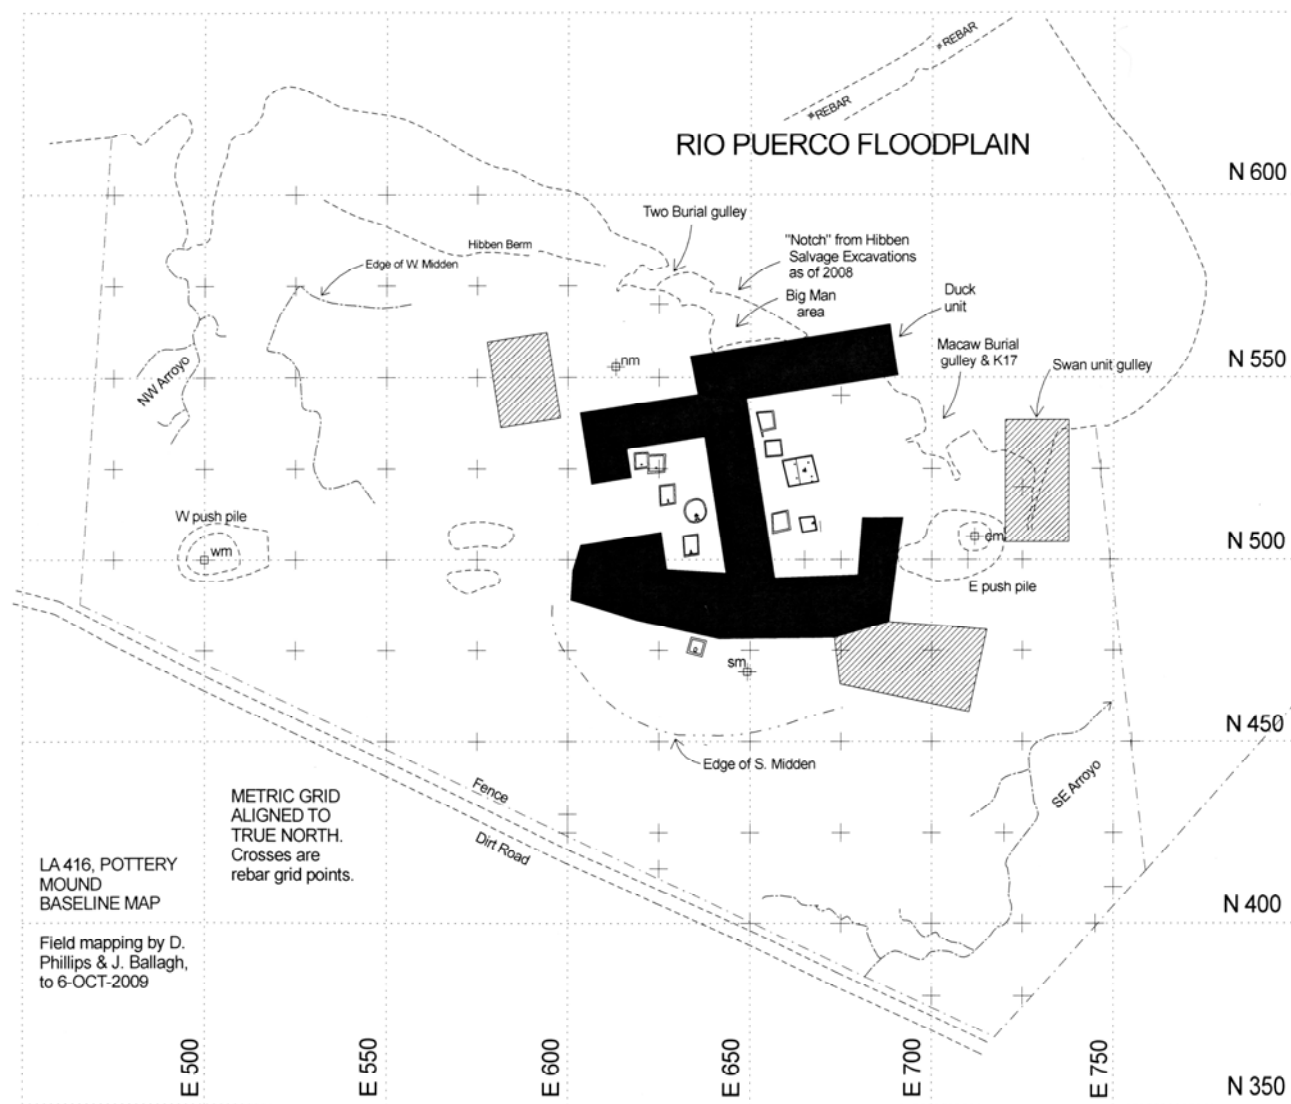 REBAR
REBAR
RIO PUERCO FLOODPLAIN
N 600
Two Burial gulley
"Notch" from Hibben
Salvage Excavations
as of 2008
Hibben Berm
Edge of W. Midden
Big Man
area
Duck
unit
Macaw Burial
gulley & K17
Swan unit gulley
N 550
nm
NW Arroyo
W push pile
wm
em
N 500
E push pile
sm
N 450
Edge of S. Midden
SE Arroyo
Fence
Dirt Road
METRIC GRID
ALIGNED TO
TRUE NORTH.
Crosses are
rebar grid points.
LA 416, POTTERY
MOUND
BASELINE MAP
N 400
Field mapping by D.
Phillips & J. Ballagh,
to 6-OCT-2009
E 500
E 550
E 600
E 650
E 700
E 750
N 350